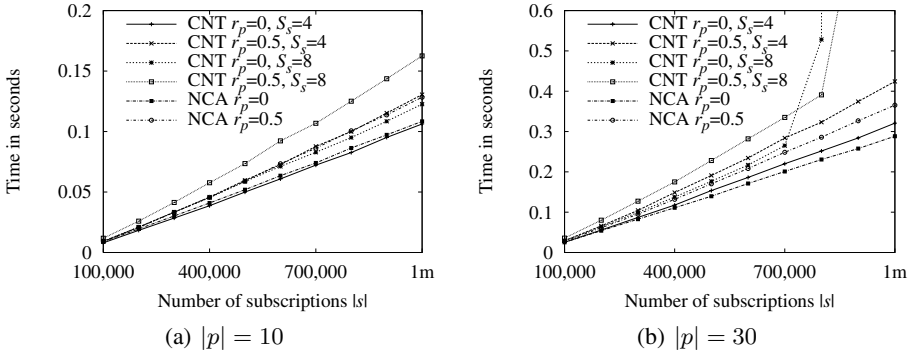 0.2
0.15
0.1
0.05
0
Time in seconds
CNT r_p=0, S_s=4
CNT r_p=0.5, S_s=4
CNT r_p=0, S_s=8
CNT r_p=0.5, S_s=8
NCA r_p=0
NCA r_p=0.5
100,000 400,000 700,000 1m
Number of subscriptions |s|
(a) |p| = 10
0.6
0.5
0.4
0.3
0.2
0.1
0
Time in seconds
CNT r_p=0, S_s=4
CNT r_p=0.5, S_s=4
CNT r_p=0, S_s=8
CNT r_p=0.5, S_s=8
NCA r_p=0
NCA r_p=0.5
100,000 400,000 700,000 1m
Number of subscriptions |s|
(b) |p| = 30